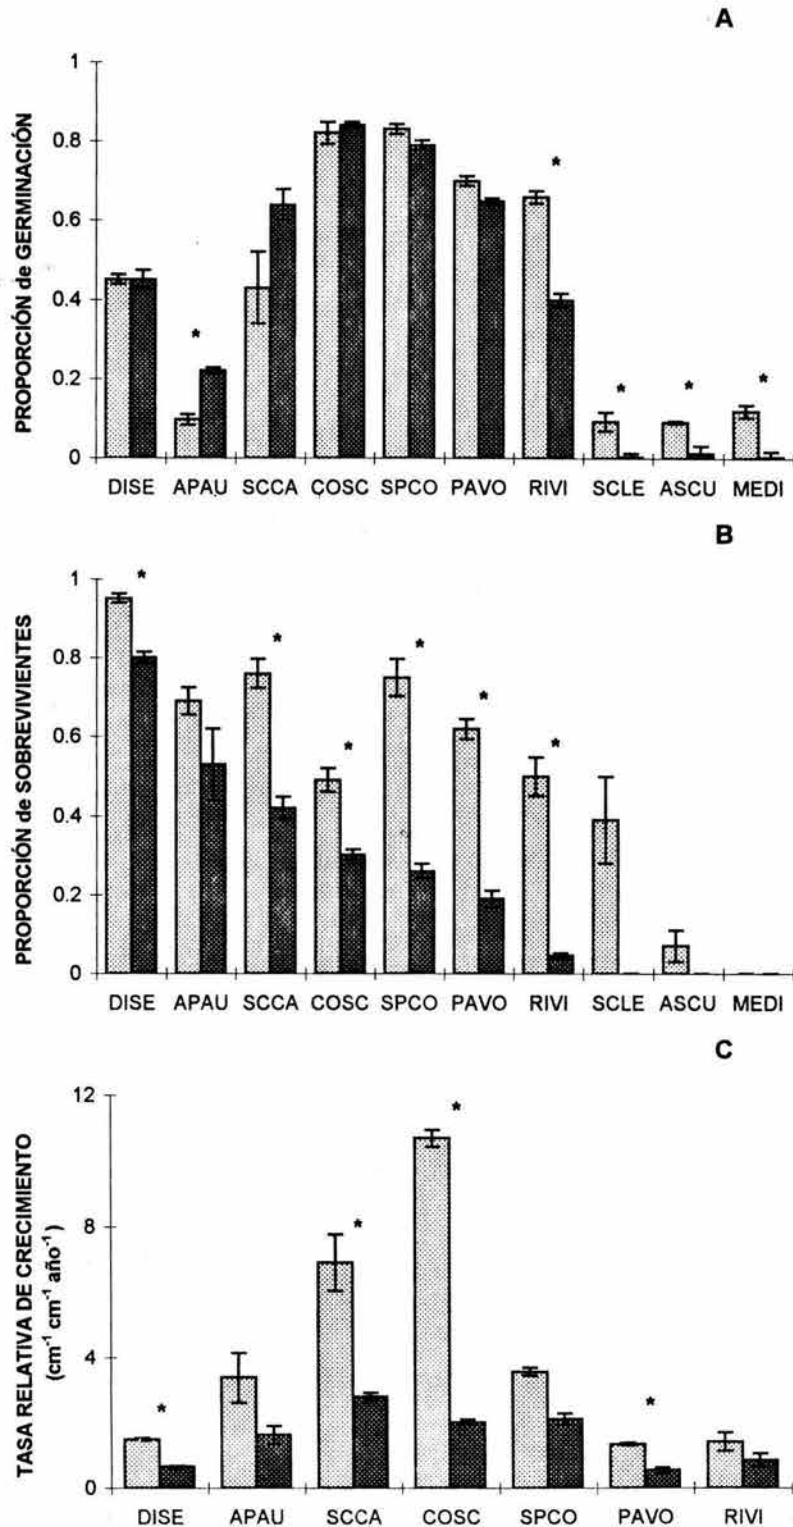 A
PROPORCIÓN de GERMINACIÓN
1
0.8
0.6
0.4
0.2
0
* * * * *
DISE APAU SCCA COSC SPCO PAVO RIVI SCLE ASCU MEDI
B
PROPORCIÓN de SOBREVIVIENTES
1
0.8
0.6
0.4
0.2
0
* * * * * *
DISE APAU SCCA COSC SPCO PAVO RIVI SCLE ASCU MEDI
C
TASA RELATIVA DE CRECIMIENTO
(cm⁻¹ cm⁻¹ año⁻¹)
12
8
4
0
* * * *
DISE APAU SCCA COSC SPCO PAVO RIVI